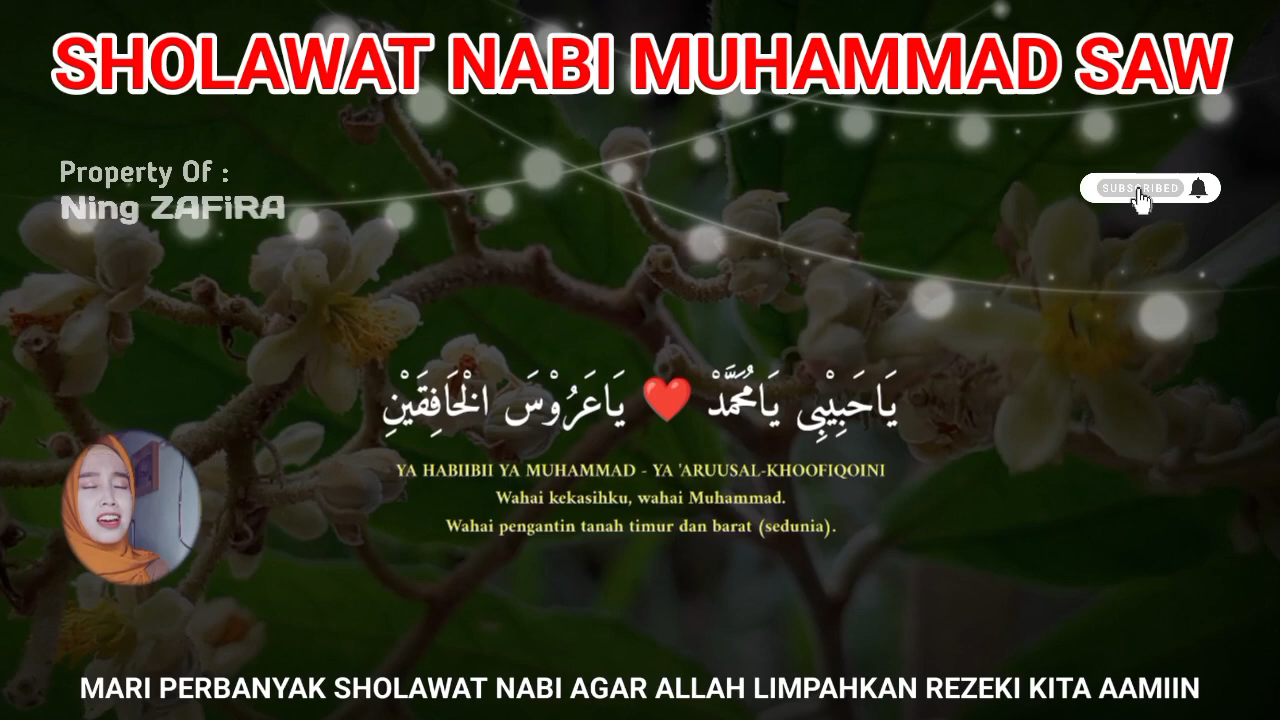 SHOLAWAT NABI MUHAMMAD SAW
Property Of :
Ning ZAFiRA
SUBSCRIBED
يَاحَبِيْبِي يَامُحَمَّدْ ❤️ يَاعَرُوْسَ الْخَافِقَيْنِ
YA HABIIBII YA MUHAMMAD - YA 'ARUUSAL-KHOOFIQOINI
Wahai kekasihku, wahai Muhammad.
Wahai pengantin tanah timur dan barat (sedunia).
MARI PERBANYAK SHOLAWAT NABI AGAR ALLAH LIMPAHKAN REZEKI KITA AAMIIN